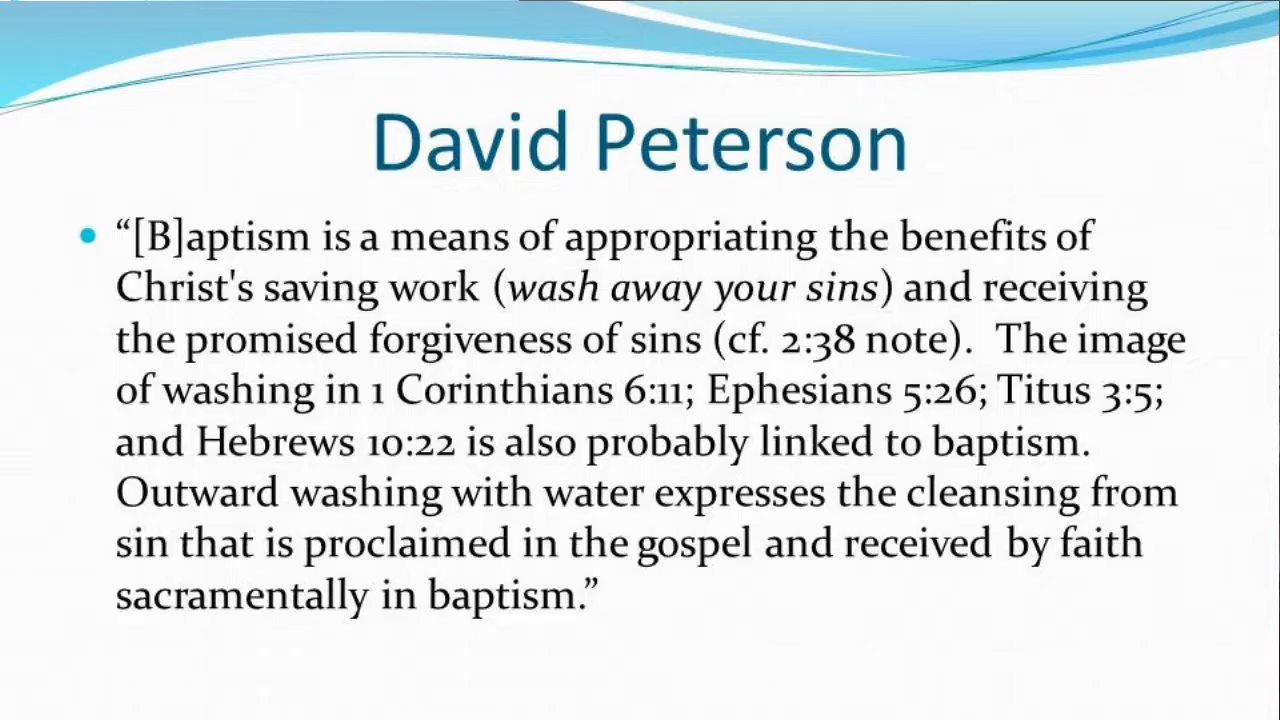 David Peterson
• “[B]aptism is a means of appropriating the benefits of
Christ's saving work (wash away your sins) and receiving
the promised forgiveness of sins (cf. 2:38 note). The image
of washing in 1 Corinthians 6:11; Ephesians 5:26; Titus 3:5;
and Hebrews 10:22 is also probably linked to baptism.
Outward washing with water expresses the cleansing from
sin that is proclaimed in the gospel and received by faith
sacramentally in baptism.”